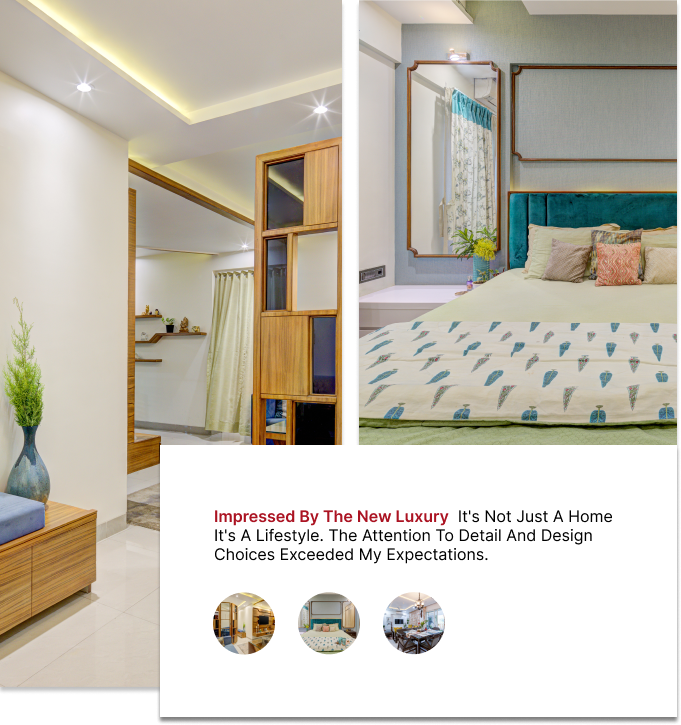 Impressed By The New Luxury It's Not Just A Home
It's A Lifestyle. The Attention To Detail And Design
Choices Exceeded My Expectations.